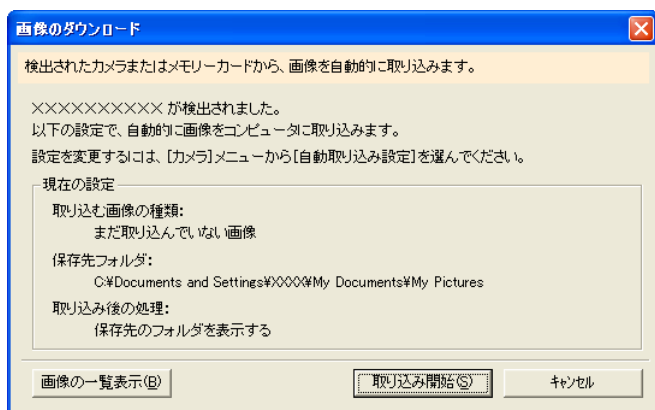 画像のダウンロード
検出されたカメラまたはメモリーカードから、画像を自動的に取り込みます。
×××××××××× が検出されました。
以下の設定で、自動的に画像をコンピュータに取り込みます。
設定を変更するには、[カメラ]メニューから[自動取り込み設定]を選んでください。
現在の設定
取り込む画像の種類:
まだ取り込んでいない画像
保存先フォルダ:
C:¥Documents and Settings¥XXXX¥My Documents¥My Pictures
取り込み後の処理:
保存先のフォルダを表示する
画像の一覧表示(B) 取り込み開始(S) キャンセル